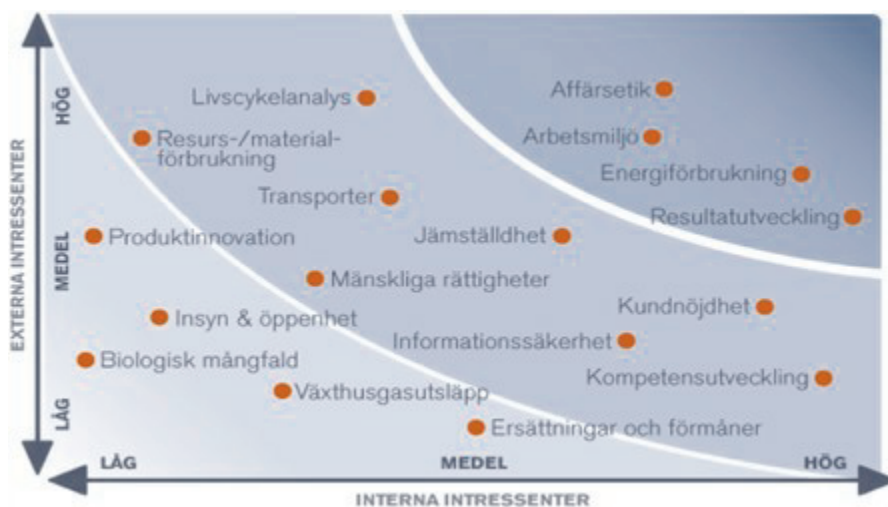 EXTERNA INTRESSENTER
HÖG
MEDEL
LÅG
Livscykelanalys
Affärsetik
Resurs-/material-
förbrukning
Arbetsmiljö
Energiförbrukning
Transporter
Resultatutveckling
Produktinnovation
Jämställdhet
Mänskliga rättigheter
Kundnöjdhet
Insyn & öppenhet
Informationssäkerhet
Biologisk mångfald
Kompetensutveckling
Växthusgasutsläpp
Ersättningar och förmåner
LÅG
MEDEL
HÖG
INTERNA INTRESSENTER